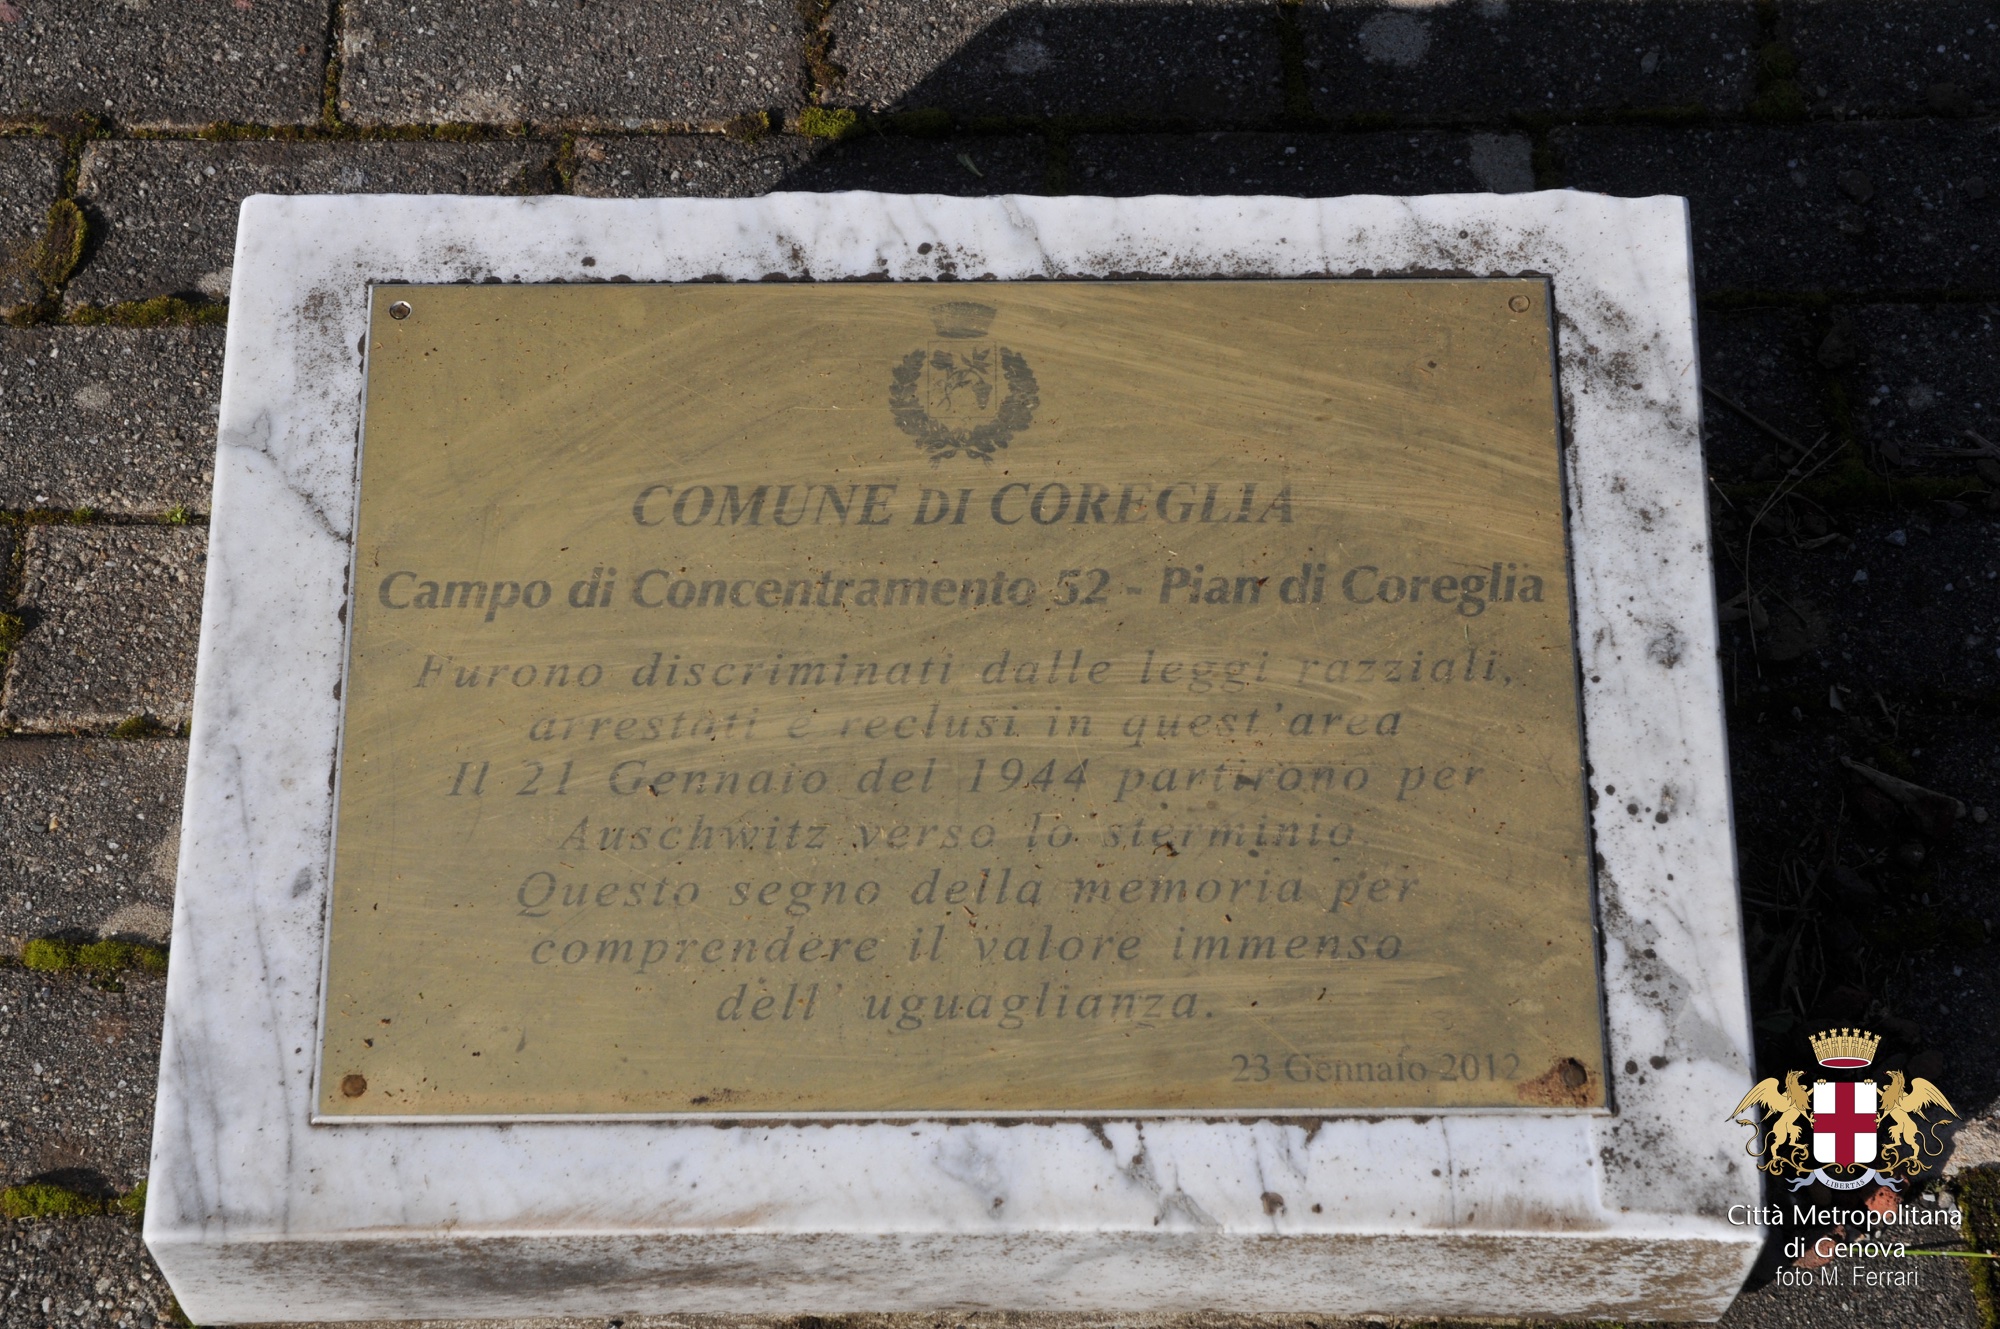 COMUNE DI COREGLIA
Campo di Concentramento 52 - Pian di Coreglia
Furono discriminati dalle leggi razziali,
arrestati e reclusi in quest'area
Il 21 Gennaio del 1944 partirono per
Auschwitz verso lo sterminio.
Questo segno della memoria per
comprendere il valore immenso
dell' uguaglianza.
23 Gennaio 2012
LIBERTAS
Città Metropolitana
di Genova
foto M. Ferrari